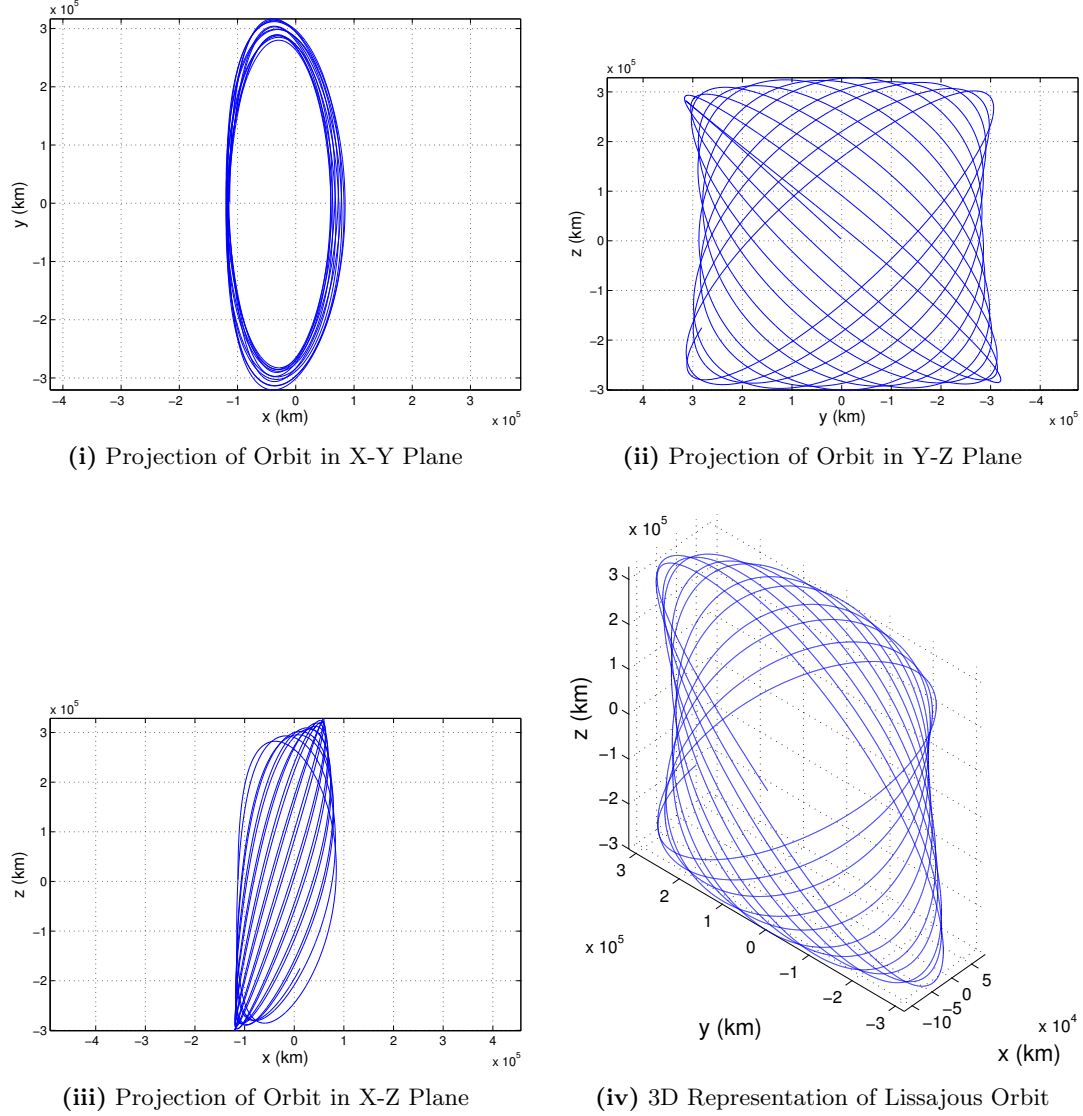 x 10^5
3
2
1
0
−1
−2
−3
y (km)
−4 −3 −2 −1 0 1 2 3
x (km)
x 10^5
(i) Projection of Orbit in X-Y Plane
x 10^5
3
2
1
0
−1
−2
−3
z (km)
4 3 2 1 0 −1 −2 −3 −4
y (km)
x 10^5
(ii) Projection of Orbit in Y-Z Plane
x 10^5
3
2
1
0
−1
−2
−3
z (km)
−4 −3 −2 −1 0 1 2 3 4
x (km)
x 10^5
(iii) Projection of Orbit in X-Z Plane
x 10^5
3
2
1
0
−1
−2
−3
z (km)
3
2
1
0
−1
−2
−3
x 10^5
y (km)
−10
−5
0
5
x 10^4
x (km)
(iv) 3D Representation of Lissajous Orbit